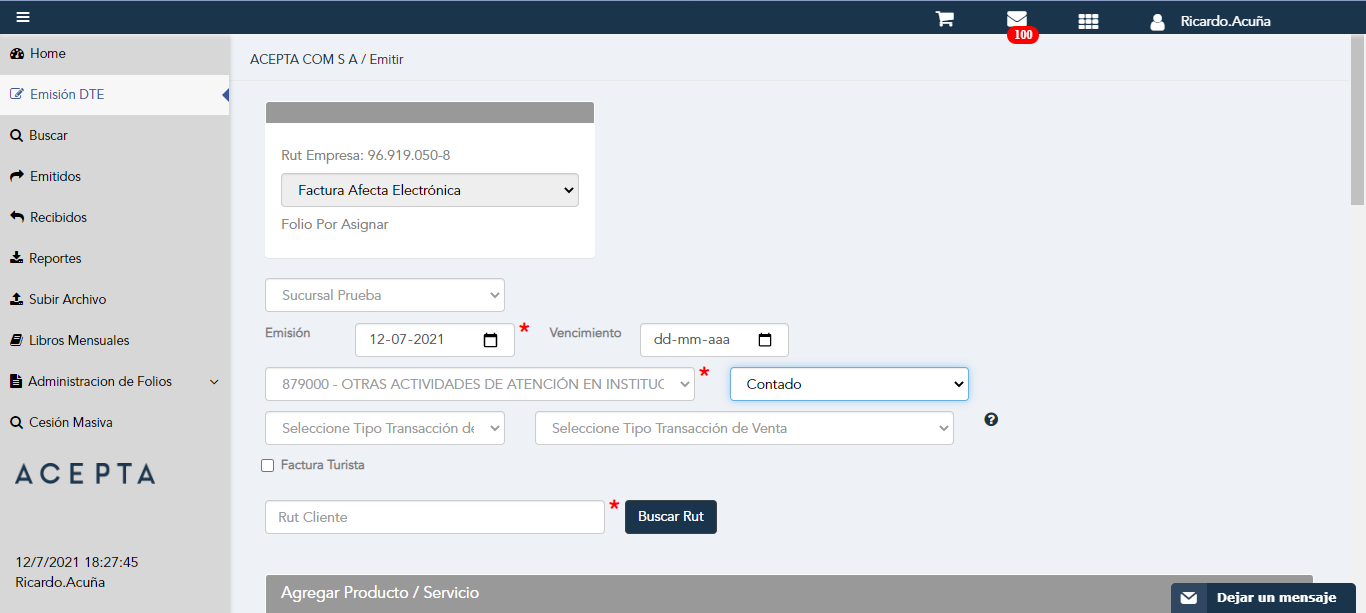 100
Ricardo.Acuña
Home
Emisión DTE
Buscar
Emitidos
Recibidos
Reportes
Subir Archivo
Libros Mensuales
Administracion de Folios
Cesión Masiva
ACEPTA
12/7/2021 18:27:45
Ricardo.Acuña
ACEPTA COM S A / Emitir
Rut Empresa: 96.919.050-8
Factura Afecta Electrónica
Folio Por Asignar
Sucursal Prueba
Emisión 12-07-2021 * Vencimiento dd-mm-aaa
879000 - OTRAS ACTIVIDADES DE ATENCIÓN EN INSTITUC * Contado
Seleccione Tipo Transacción de Seleccione Tipo Transacción de Venta ?
Factura Turista
Rut Cliente * Buscar Rut
Agregar Producto / Servicio
Dejar un mensaje